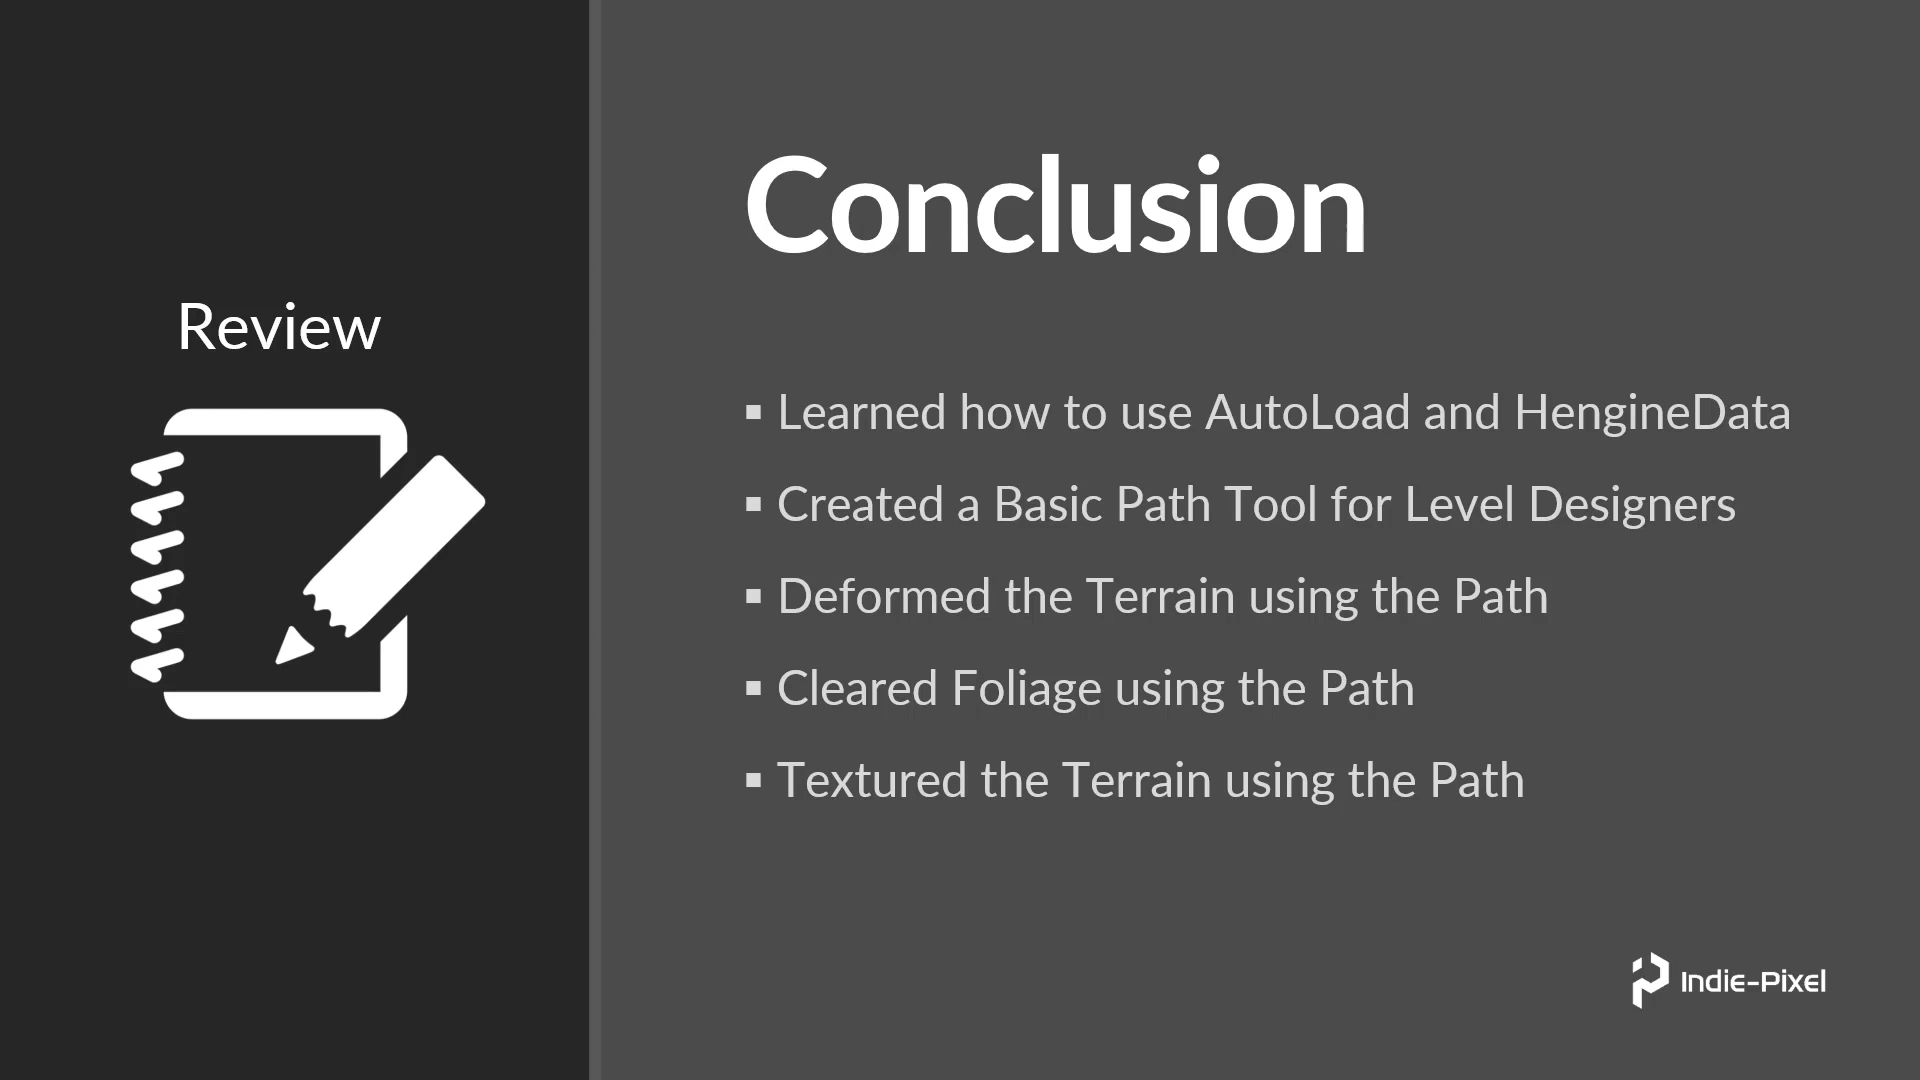 Review
Conclusion
▪ Learned how to use AutoLoad and HengineData
▪ Created a Basic Path Tool for Level Designers
▪ Deformed the Terrain using the Path
▪ Cleared Foliage using the Path
▪ Textured the Terrain using the Path
Indie-Pixel